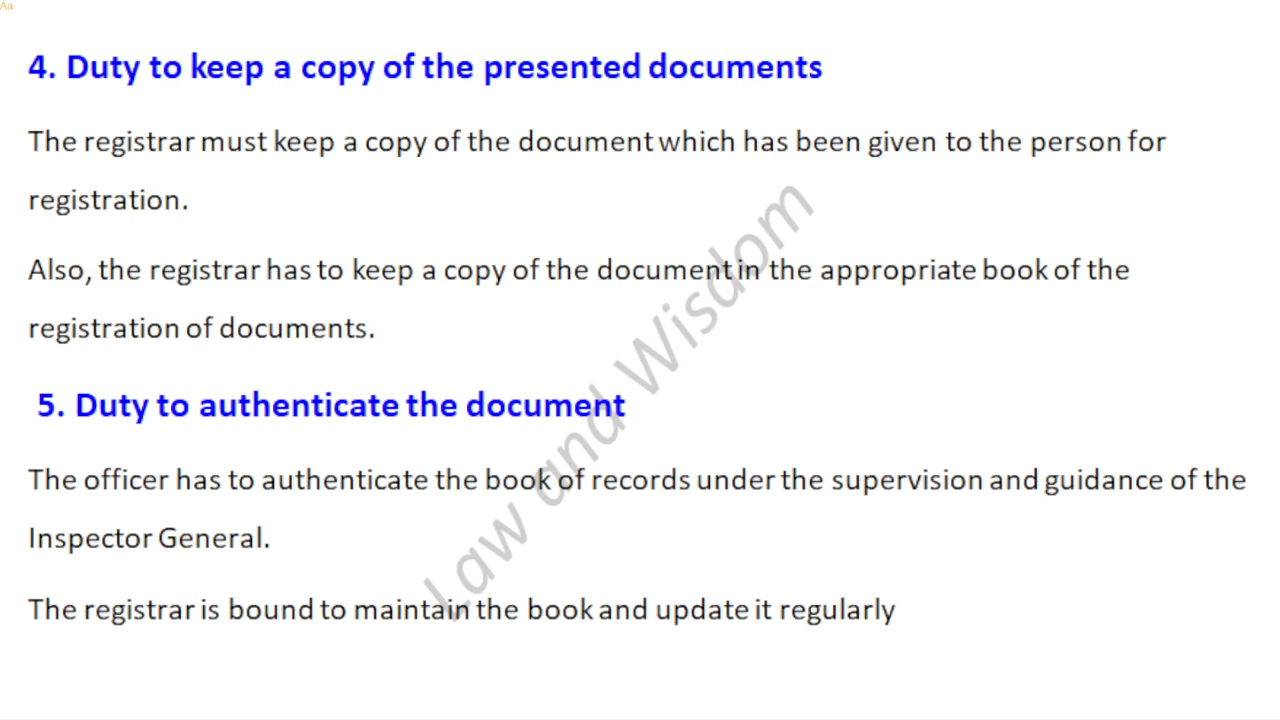 Aa
4. Duty to keep a copy of the presented documents
The registrar must keep a copy of the document which has been given to the person for
registration.
Also, the registrar has to keep a copy of the document in the appropriate book of the
registration of documents.
5. Duty to authenticate the document
The officer has to authenticate the book of records under the supervision and guidance of the
Inspector General.
The registrar is bound to maintain the book and update it regularly
Law and Wisdom